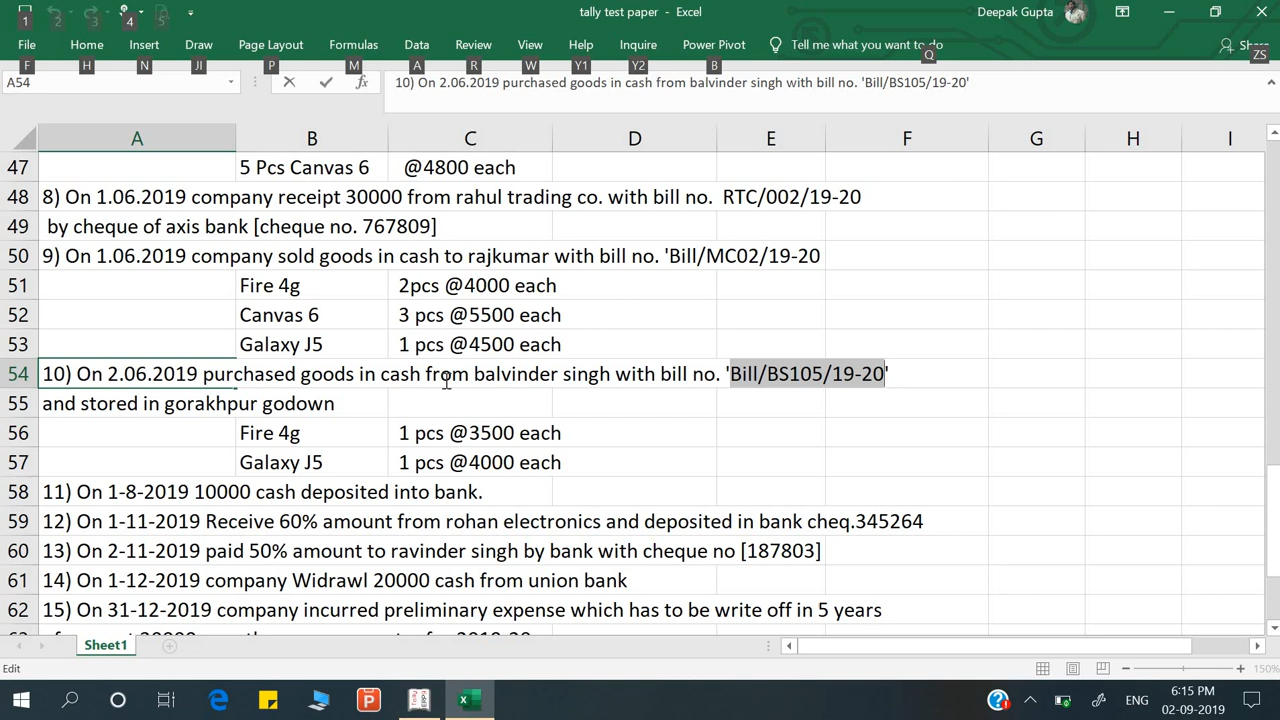 tally test paper - Excel
Deepak Gupta
1
2
3
4
5
File Home Insert Draw Page Layout Formulas Data Review View Help Inquire Power Pivot Tell me what you want to do Share
F H N JI P M A R W Y1 Y2 B Q ZS
A54
fx
10) On 2.06.2019 purchased goods in cash from balvinder singh with bill no. 'Bill/BS105/19-20'
A B C D E F G H I
47 5 Pcs Canvas 6 @4800 each
48 8) On 1.06.2019 company receipt 30000 from rahul trading co. with bill no. RTC/002/19-20
49 by cheque of axis bank [cheque no. 767809]
50 9) On 1.06.2019 company sold goods in cash to rajkumar with bill no. 'Bill/MC02/19-20
51 Fire 4g 2pcs @4000 each
52 Canvas 6 3 pcs @5500 each
53 Galaxy J5 1 pcs @4500 each
54 10) On 2.06.2019 purchased goods in cash from balvinder singh with bill no. 'Bill/BS105/19-20'
55 and stored in gorakhpur godown
56 Fire 4g 1 pcs @3500 each
57 Galaxy J5 1 pcs @4000 each
58 11) On 1-8-2019 10000 cash deposited into bank.
59 12) On 1-11-2019 Receive 60% amount from rohan electronics and deposited in bank cheq.345264
60 13) On 2-11-2019 paid 50% amount to ravinder singh by bank with cheque no [187803]
61 14) On 1-12-2019 company Widrawl 20000 cash from union bank
62 15) On 31-12-2019 company incurred preliminary expense which has to be write off in 5 years
Sheet1
Edit
150%
ENG
6:15 PM
02-09-2019